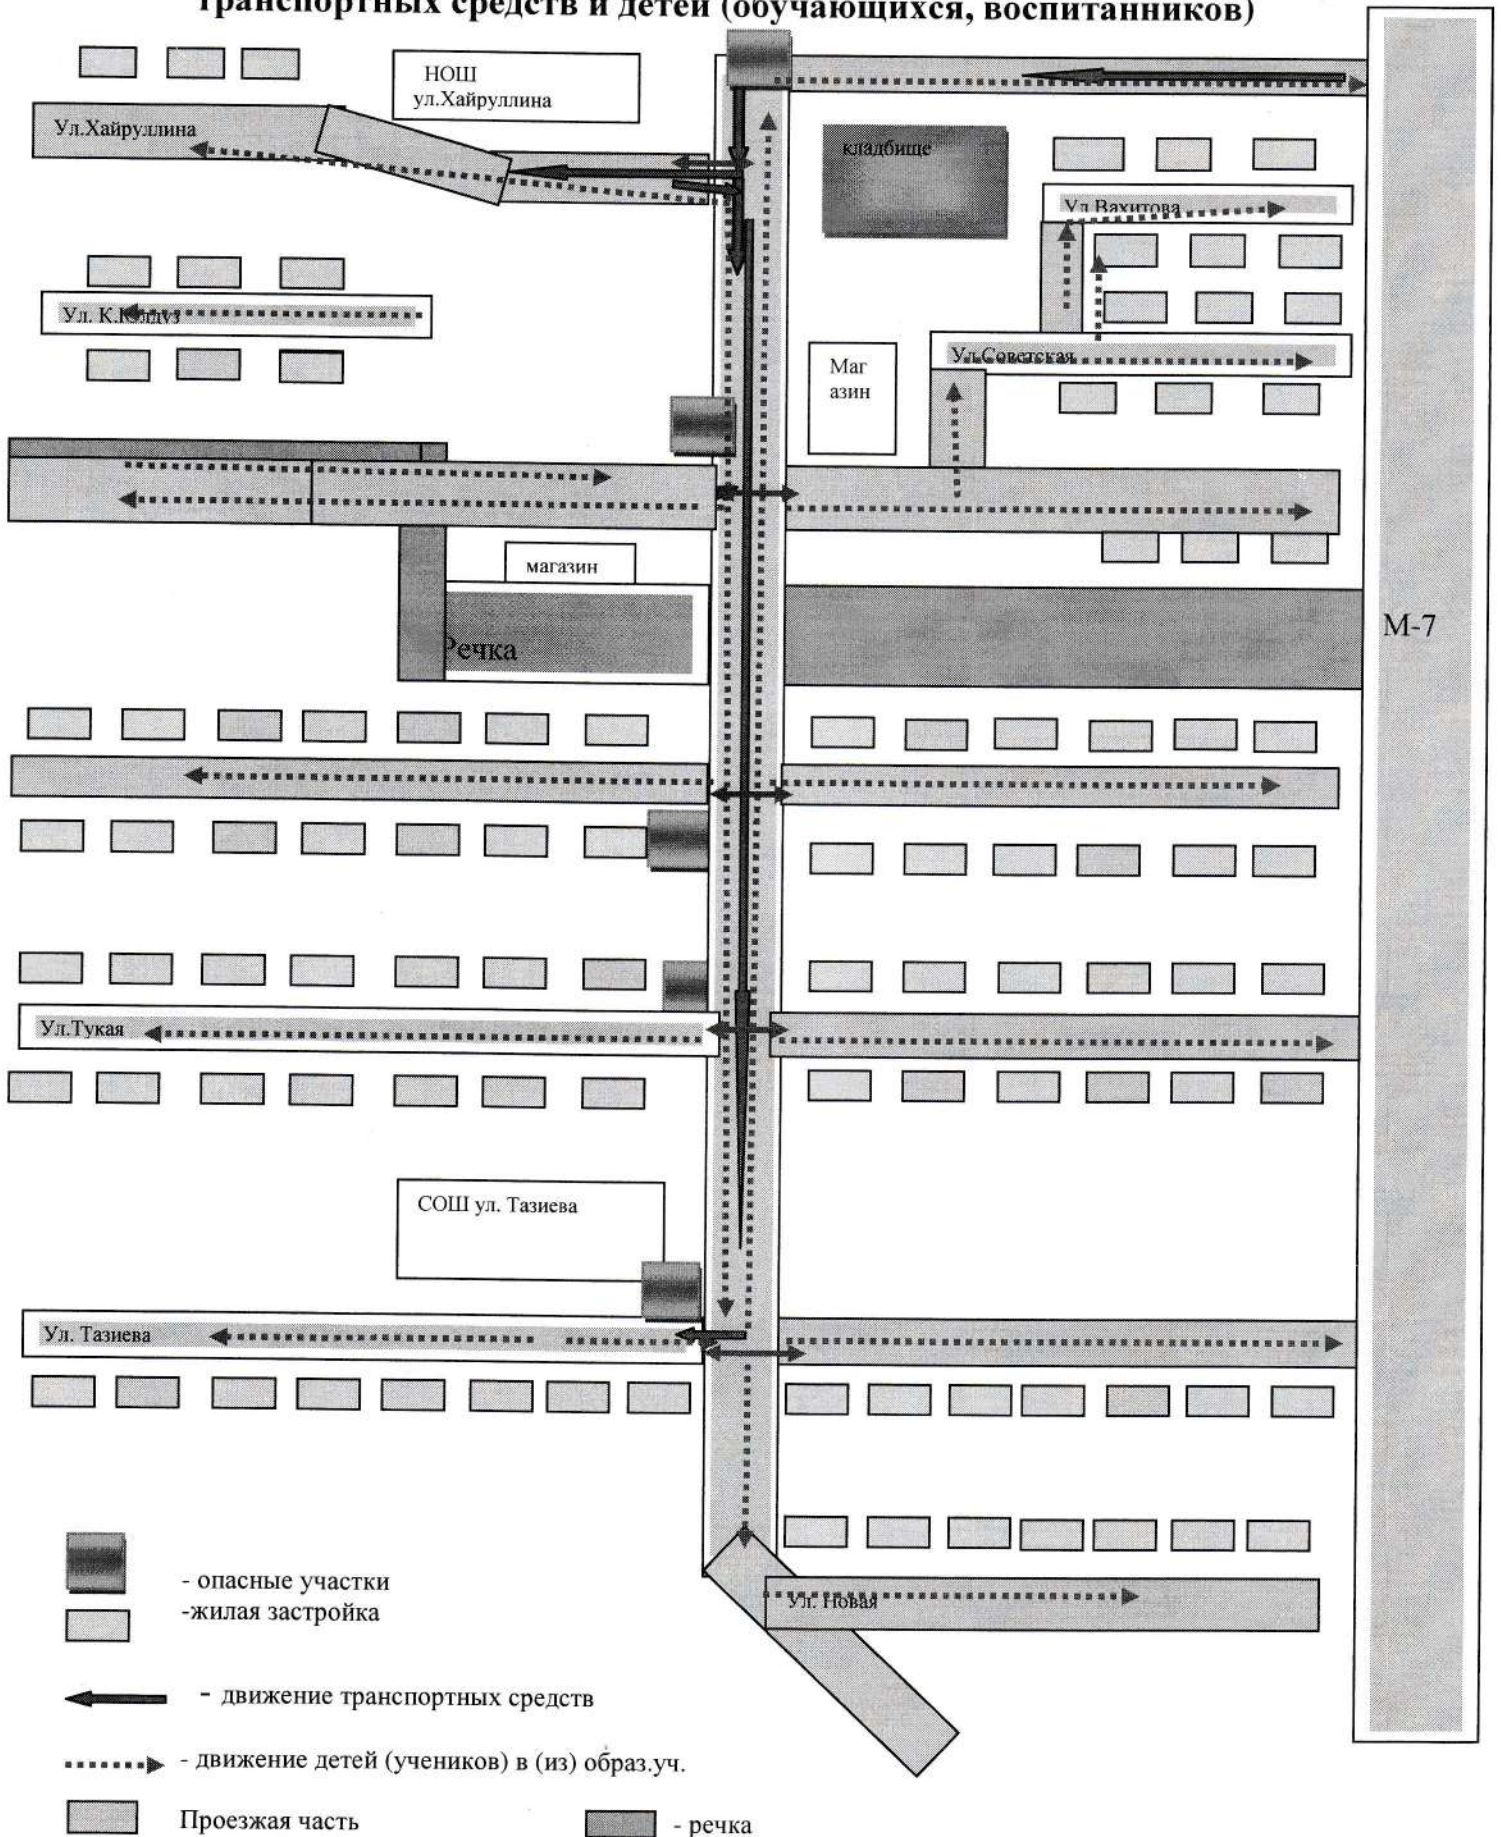 транспортных средств и детей (обучающихся, воспитанников)
НОШ
ул.Хайруллина
Ул.Хайруллина
кладбище
Ул.Вахитова
Ул. К.Юлдуз
Ул.Советская
Маг
азин
магазин
Речка
М-7
Ул.Тукая
СОШ ул. Тазиева
Ул. Тазиева
Ул. Новая
- опасные участки
-жилая застройка
- движение транспортных средств
- движение детей (учеников) в (из) образ.уч.
Проезжая часть
- речка